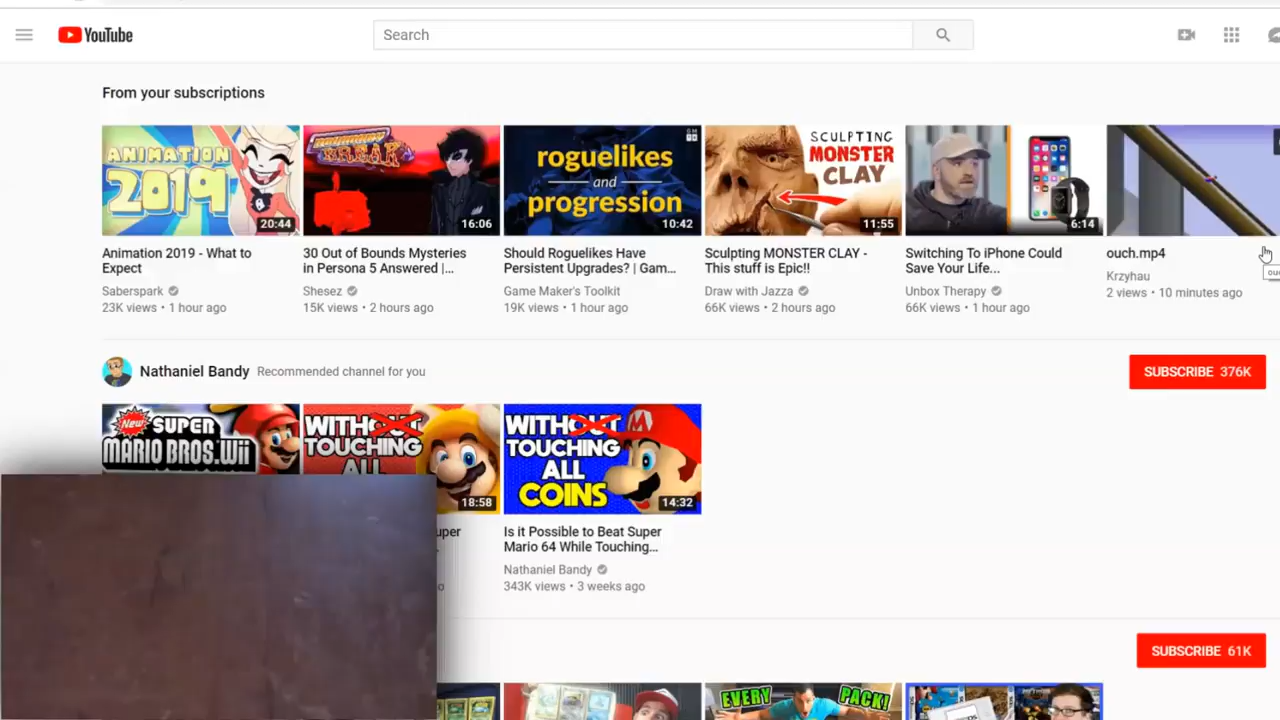 YouTube
Search
From your subscriptions
ANIMATION
2019
20:44
BOUNDARY
BREAK
16:06
roguelikes
and
progression
10:42
SCULPTING
MONSTER
CLAY
11:55
6:14
Animation 2019 - What to
Expect
Saberspark
23K views • 1 hour ago
30 Out of Bounds Mysteries
in Persona 5 Answered |...
Shesez
15K views • 2 hours ago
Should Roguelikes Have
Persistent Upgrades? | Gam...
Game Maker's Toolkit
19K views • 1 hour ago
Sculpting MONSTER CLAY -
This stuff is Epic!!
Draw with Jazza
66K views • 2 hours ago
Switching To iPhone Could
Save Your Life...
Unbox Therapy
66K views • 1 hour ago
ouch.mp4
Krzyhau
2 views • 10 minutes ago
Nathaniel Bandy Recommended channel for you
SUBSCRIBE 376K
New SUPER
MARIO BROS.Wii
WITHOUT
TOUCHING
ALL
18:58
WITHOUT
TOUCHING
ALL
COINS
14:32
Is it Possible to Beat Super
Mario 64 While Touching...
Nathaniel Bandy
343K views • 3 weeks ago
SUBSCRIBE 61K
EVERY PACK!